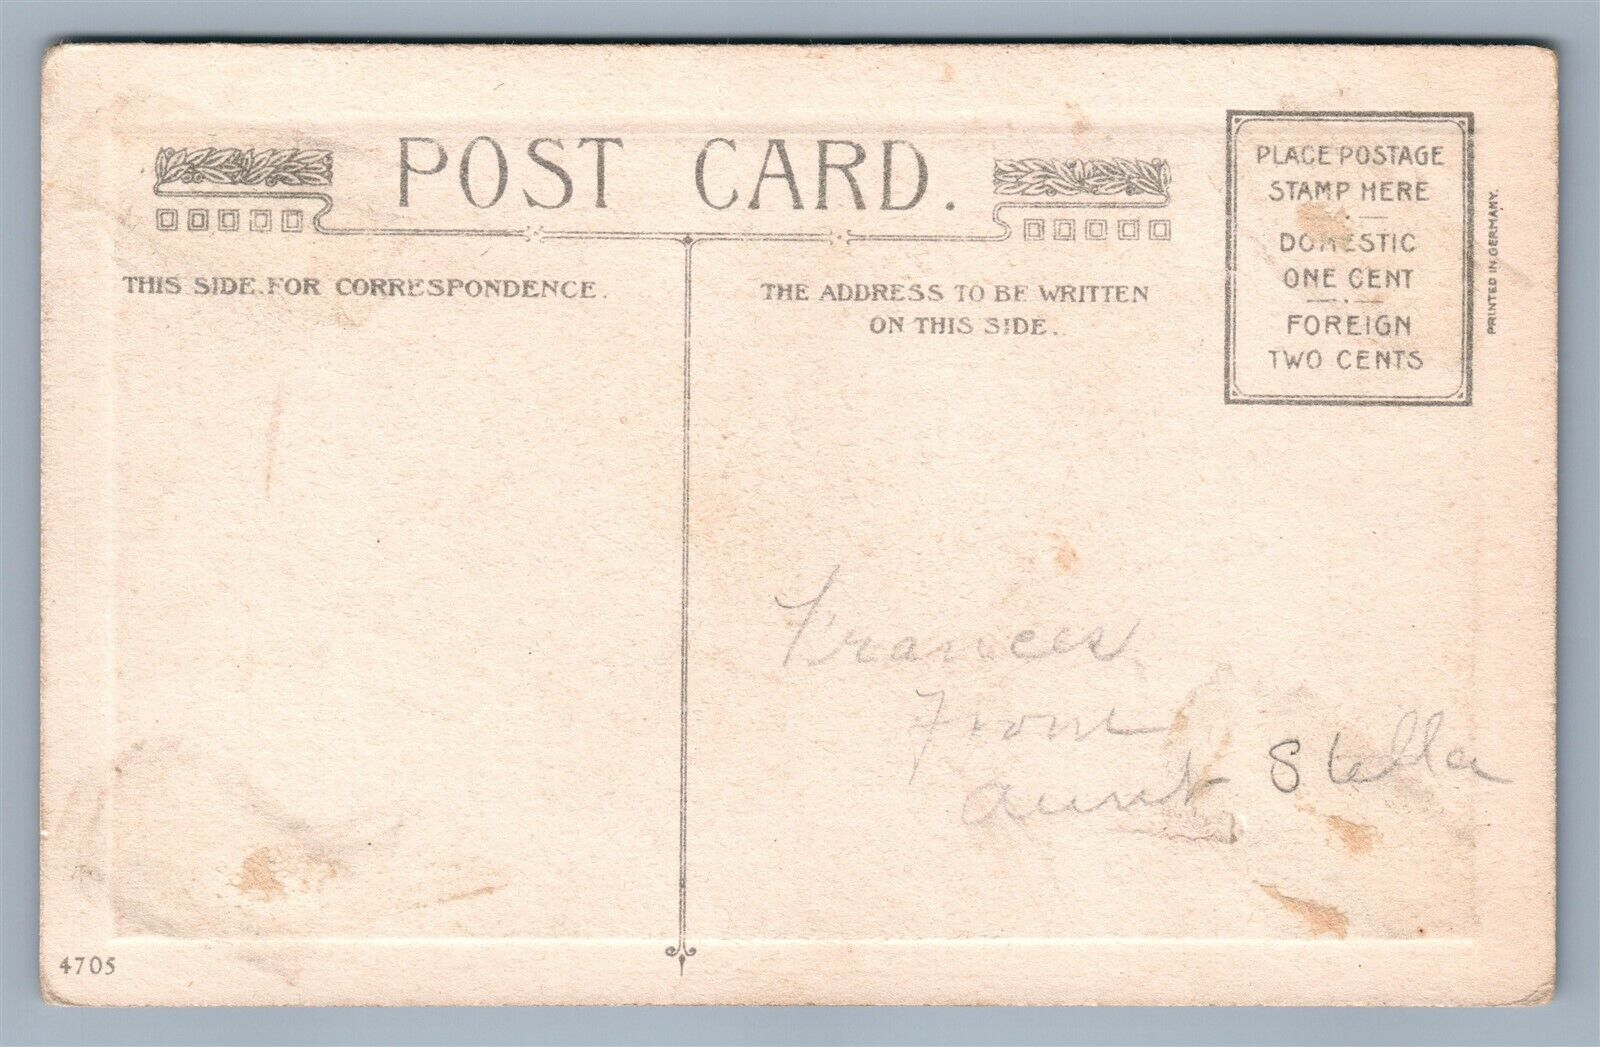 POST CARD.
THIS SIDE FOR CORRESPONDENCE.
THE ADDRESS TO BE WRITTEN
ON THIS SIDE.
PLACE POSTAGE
STAMP HERE
DOMESTIC
ONE CENT
FOREIGN
TWO CENTS
PRINTED IN GERMANY.
Frances
From
Aunt Stella
4705